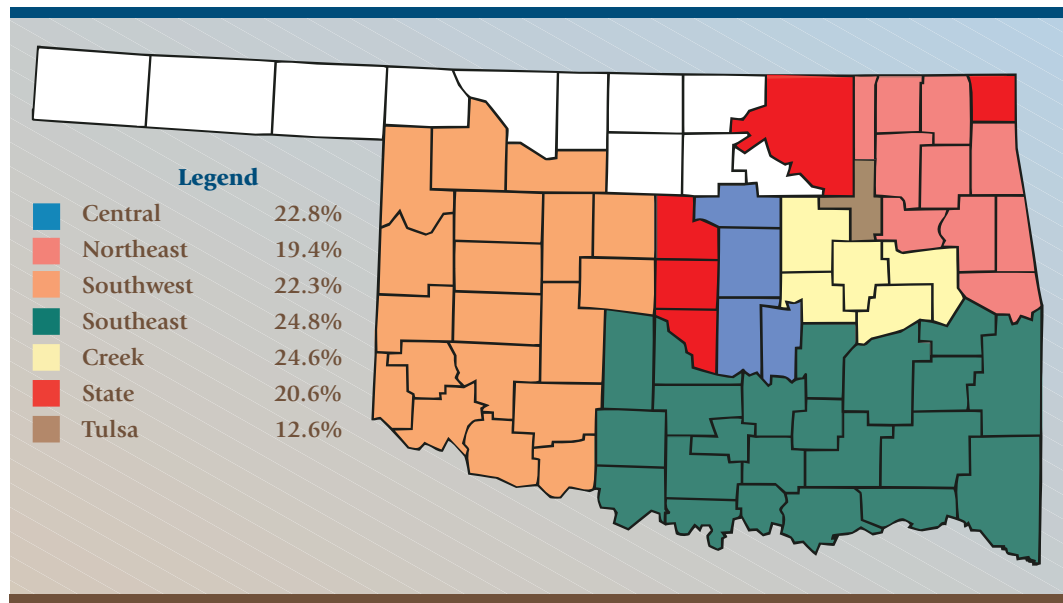 Legend
Central 22.8%
Northeast 19.4%
Southwest 22.3%
Southeast 24.8%
Creek 24.6%
State 20.6%
Tulsa 12.6%